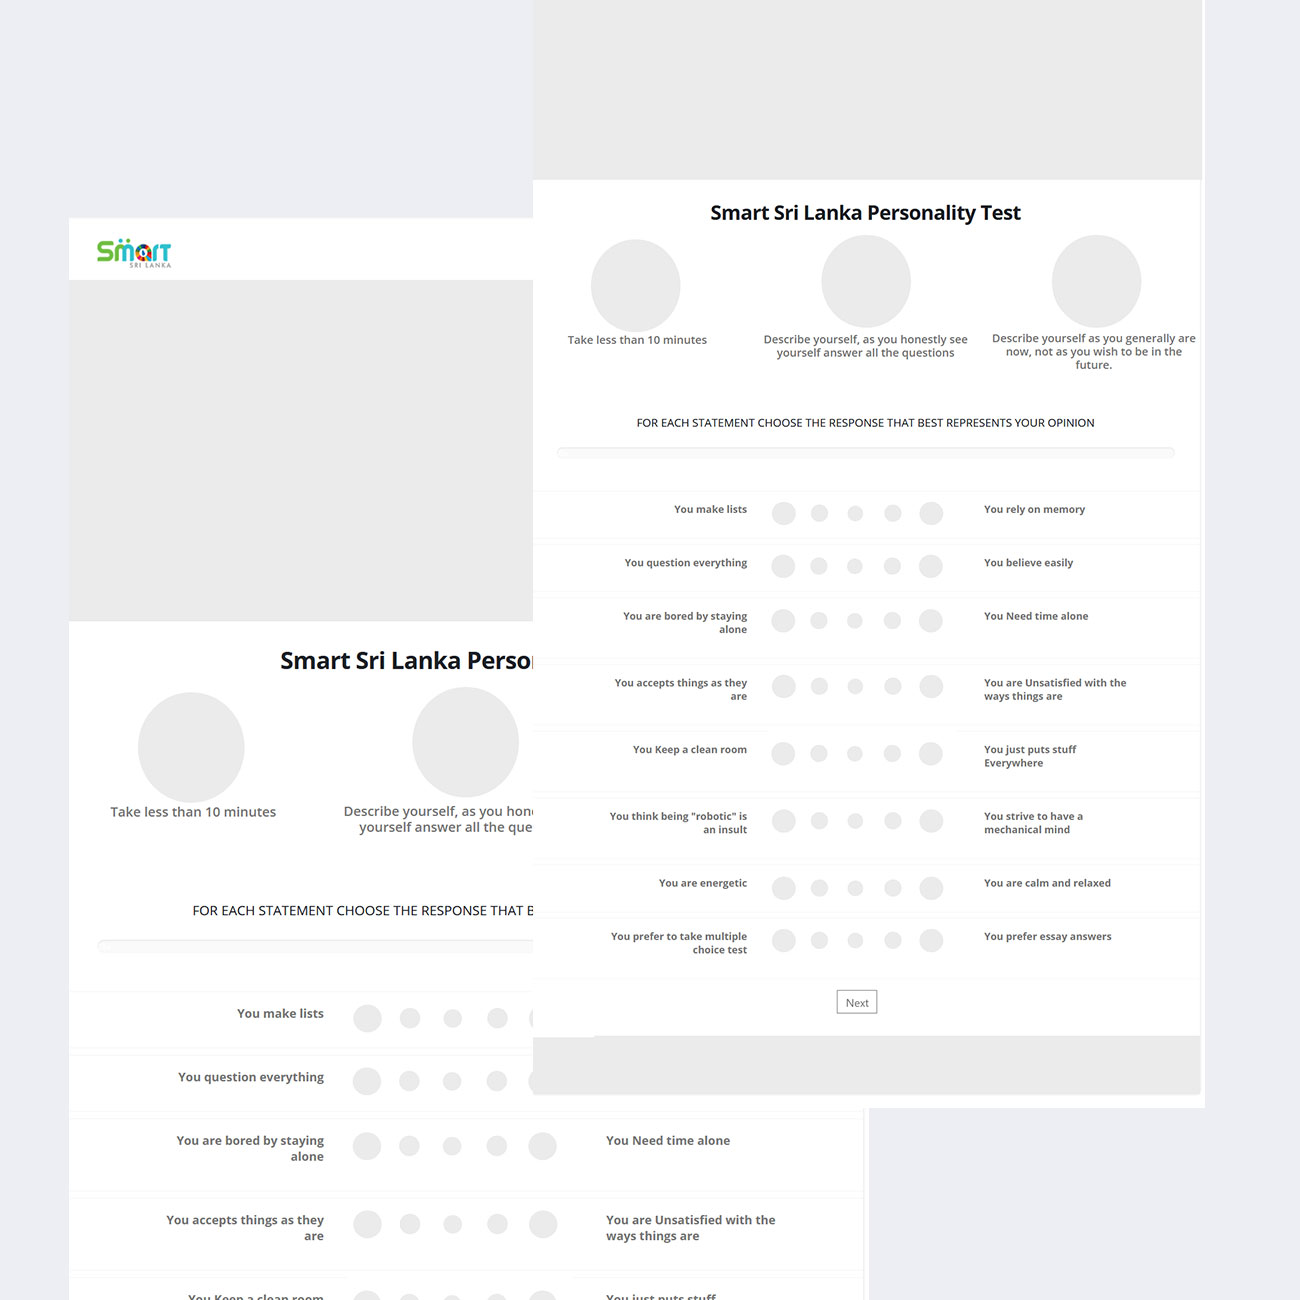 Smart Sri Lanka Personality Test
Take less than 10 minutes
Describe yourself, as you honestly see
yourself answer all the questions
Describe yourself as you generally are
now, not as you wish to be in the
future.
FOR EACH STATEMENT CHOOSE THE RESPONSE THAT BEST REPRESENTS YOUR OPINION
You make lists
You rely on memory
You question everything
You believe easily
You are bored by staying
alone
You Need time alone
You accepts things as they
are
You are Unsatisfied with the
ways things are
You Keep a clean room
You just puts stuff
Everywhere
You think being "robotic" is
an insult
You strive to have a
mechanical mind
You are energetic
You are calm and relaxed
You prefer to take multiple
choice test
You prefer essay answers
Next
Smart
SRI LANKA
Smart Sri Lanka Perso
Take less than 10 minutes
Describe yourself, as you hon
yourself answer all the que
FOR EACH STATEMENT CHOOSE THE RESPONSE THAT B
You make lists
You question everything
You are bored by staying
alone
You Need time alone
You accepts things as they
are
You are Unsatisfied with the
ways things are
You Keep a clean room
You just puts stuff